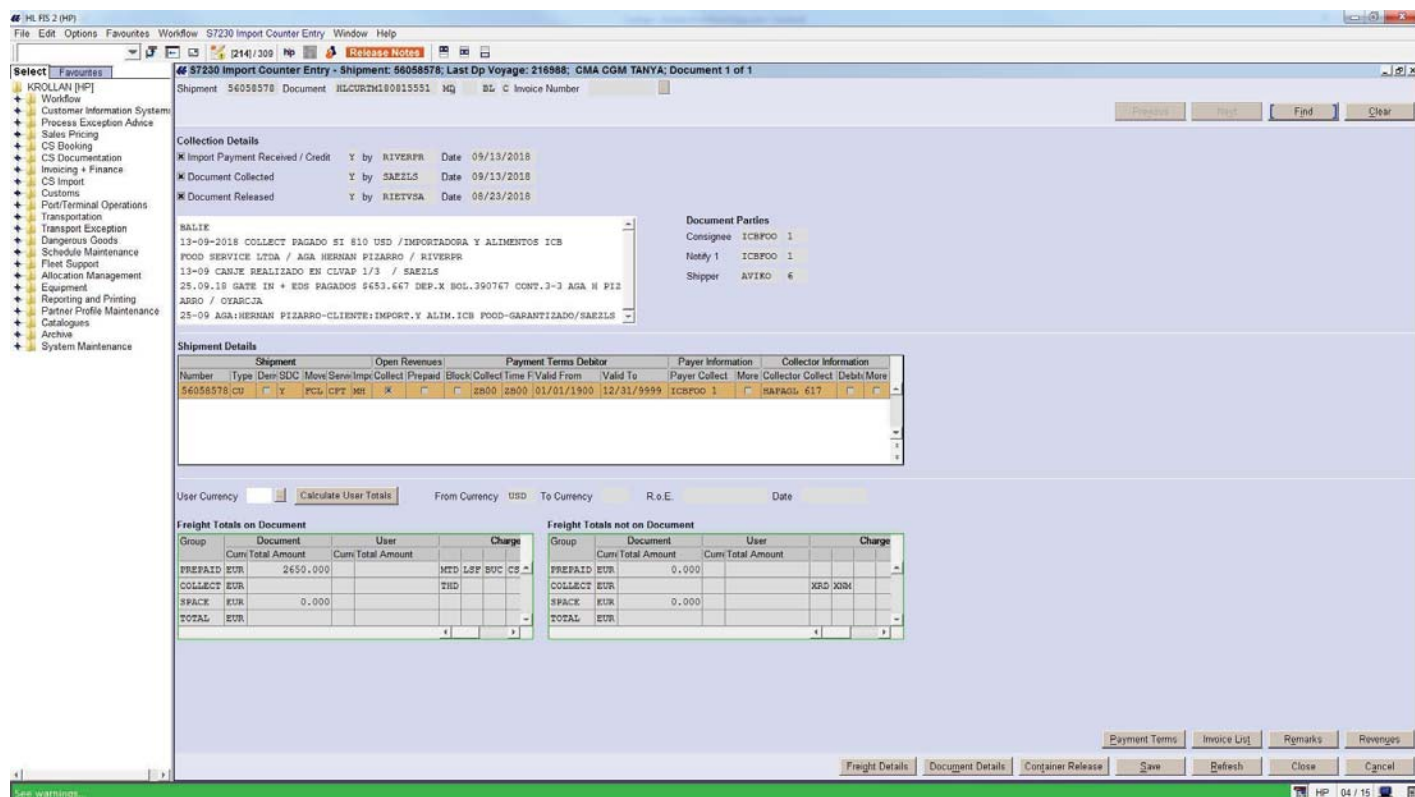 HL FIS 2 (HP)
File Edit Options Favourites Workflow S7230 Import Counter Entry Window Help
[214]/309 Np Release Notes
Select Favourites
S7230 Import Counter Entry - Shipment: 56058578; Last Dp Voyage: 216988; CMA CGM TANYA; Document 1 of 1
KROLLAN [HP]
Workflow
Customer Information Systems
Process Exception Advice
Sales Pricing
CS Booking
CS Documentation
Invoicing + Finance
CS Import
Customs
Port/Terminal Operations
Transportation
Transport Exception
Dangerous Goods
Schedule Maintenance
Fleet Support
Allocation Management
Equipment
Reporting and Printing
Partner Profile Maintenance
Catalogues
Archive
System Maintenance
Shipment 56058578 Document HLCURTM180815551 MQ BL C Invoice Number
Previous Next Find Clear
Collection Details
Import Payment Received / Credit Y by RIVERPR Date 09/13/2018
Document Collected Y by SAEZLS Date 09/13/2018
Document Released Y by RIETVSA Date 08/23/2018
BALIE
13-09-2018 COLLECT PAGADO SI 810 USD /IMPORTADORA Y ALIMENTOS ICB
FOOD SERVICE LTDA / AGA HERNAN PIZARRO / RIVERPR
13-09 CANJE REALIZADO EN CLVAP 1/3 / SAEZLS
25.09.18 GATE IN + EDS PAGADOS $653.667 DEP.X BOL.390767 CONT.3-3 AGA H PIZ
ARRO / OYARCJA
25-09 AGA:HERNAN PIZARRO-CLIENTE:IMPORT.Y ALIM.ICB FOOD-GARANTIZADO/SAEZLS
Document Parties
Consignee ICBFOO 1
Notify 1 ICBFOO 1
Shipper AVIKO 6
Shipment Details
Shipment Open Revenues Payment Terms Debitor Payer Information Collector Information
Number Type Dem SDC Move Serv Impo Collect Prepaid Block Collect Time F Valid From Valid To Payer Collect More Collector Collect Debit More
56058578 CU Y FCL CPT MH ZB00 ZB00 01/01/1900 12/31/9999 ICBFOO 1 HAPAGL 617
User Currency Calculate User Totals From Currency USD To Currency R.o.E. Date
Freight Totals on Document
Group Document User Charge
Curr Total Amount Curr Total Amount
PREPAID EUR 2650.000 MTD LSF BUC CS
COLLECT EUR THD
SPACE EUR 0.000
TOTAL EUR
Freight Totals not on Document
Group Document User Charge
Curr Total Amount Curr Total Amount
PREPAID EUR 0.000
COLLECT EUR XRD XNM
SPACE EUR 0.000
TOTAL EUR
Payment Terms Invoice List Remarks Revenues
Freight Details Document Details Container Release Save Refresh Close Cancel
See warnings...
HP 04 / 15